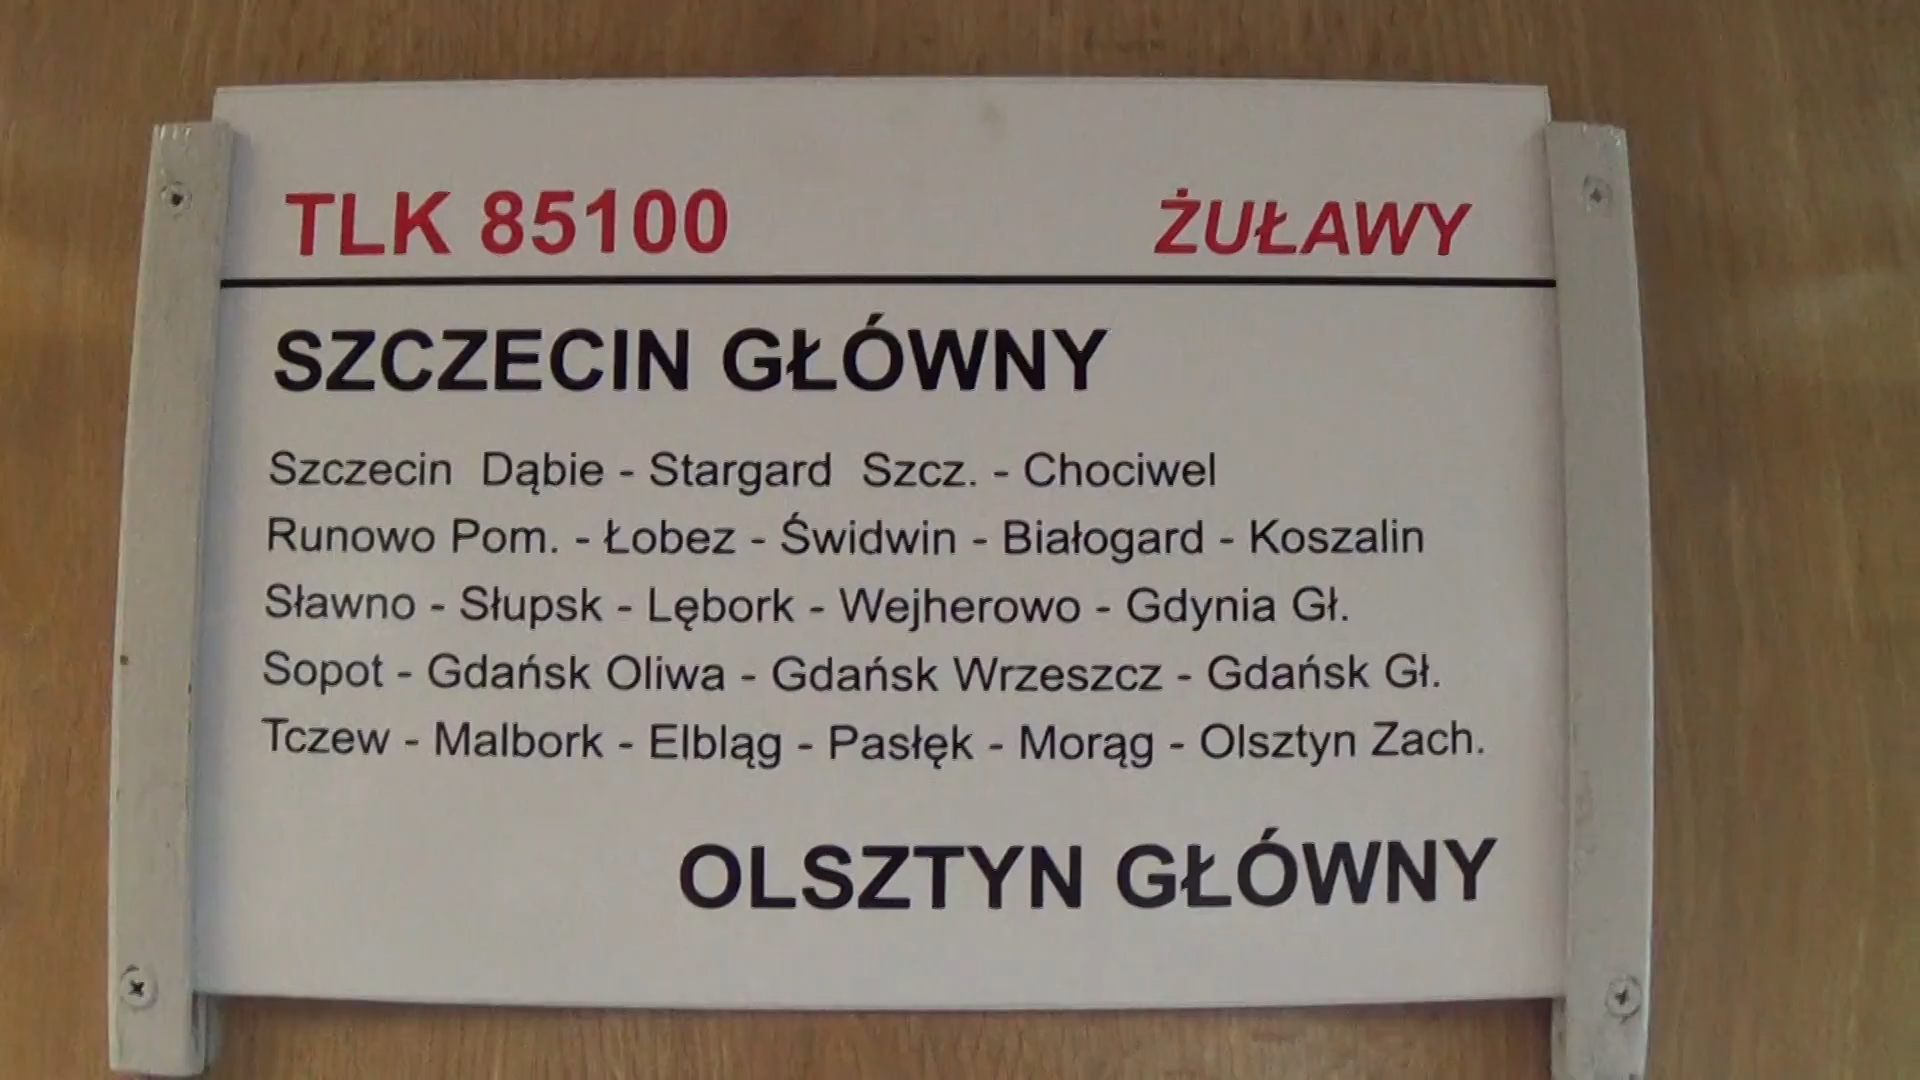 TLK 85100 ŻUŁAWY
SZCZECIN GŁÓWNY
Szczecin Dąbie - Stargard Szcz. - Chociwel
Runowo Pom. - Łobez - Świdwin - Białogard - Koszalin
Sławno - Słupsk - Lębork - Wejherowo - Gdynia Gł.
Sopot - Gdańsk Oliwa - Gdańsk Wrzeszcz - Gdańsk Gł.
Tczew - Malbork - Elbląg - Pasłęk - Morąg - Olsztyn Zach.
OLSZTYN GŁÓWNY